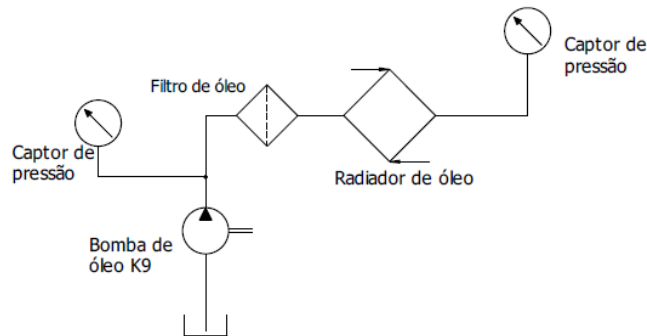 Captor de
pressão
Filtro de óleo
Captor de
pressão
Radiador de óleo
Bomba de
óleo K9